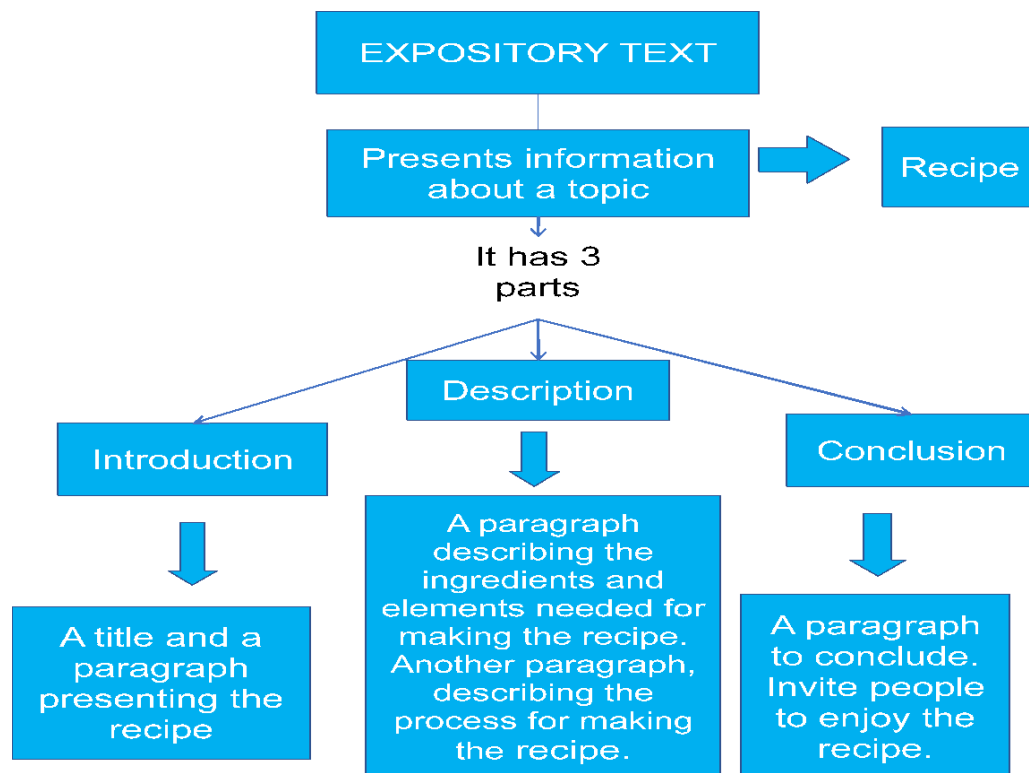 EXPOSITORY TEXT
Presents information
about a topic
Recipe
It has 3
parts
Introduction
Description
Conclusion
A title and a
paragraph
presenting the
recipe
A paragraph
describing the
ingredients and
elements needed for
making the recipe.
Another paragraph,
describing the
process for making
the recipe.
A paragraph
to conclude.
Invite people
to enjoy the
recipe.